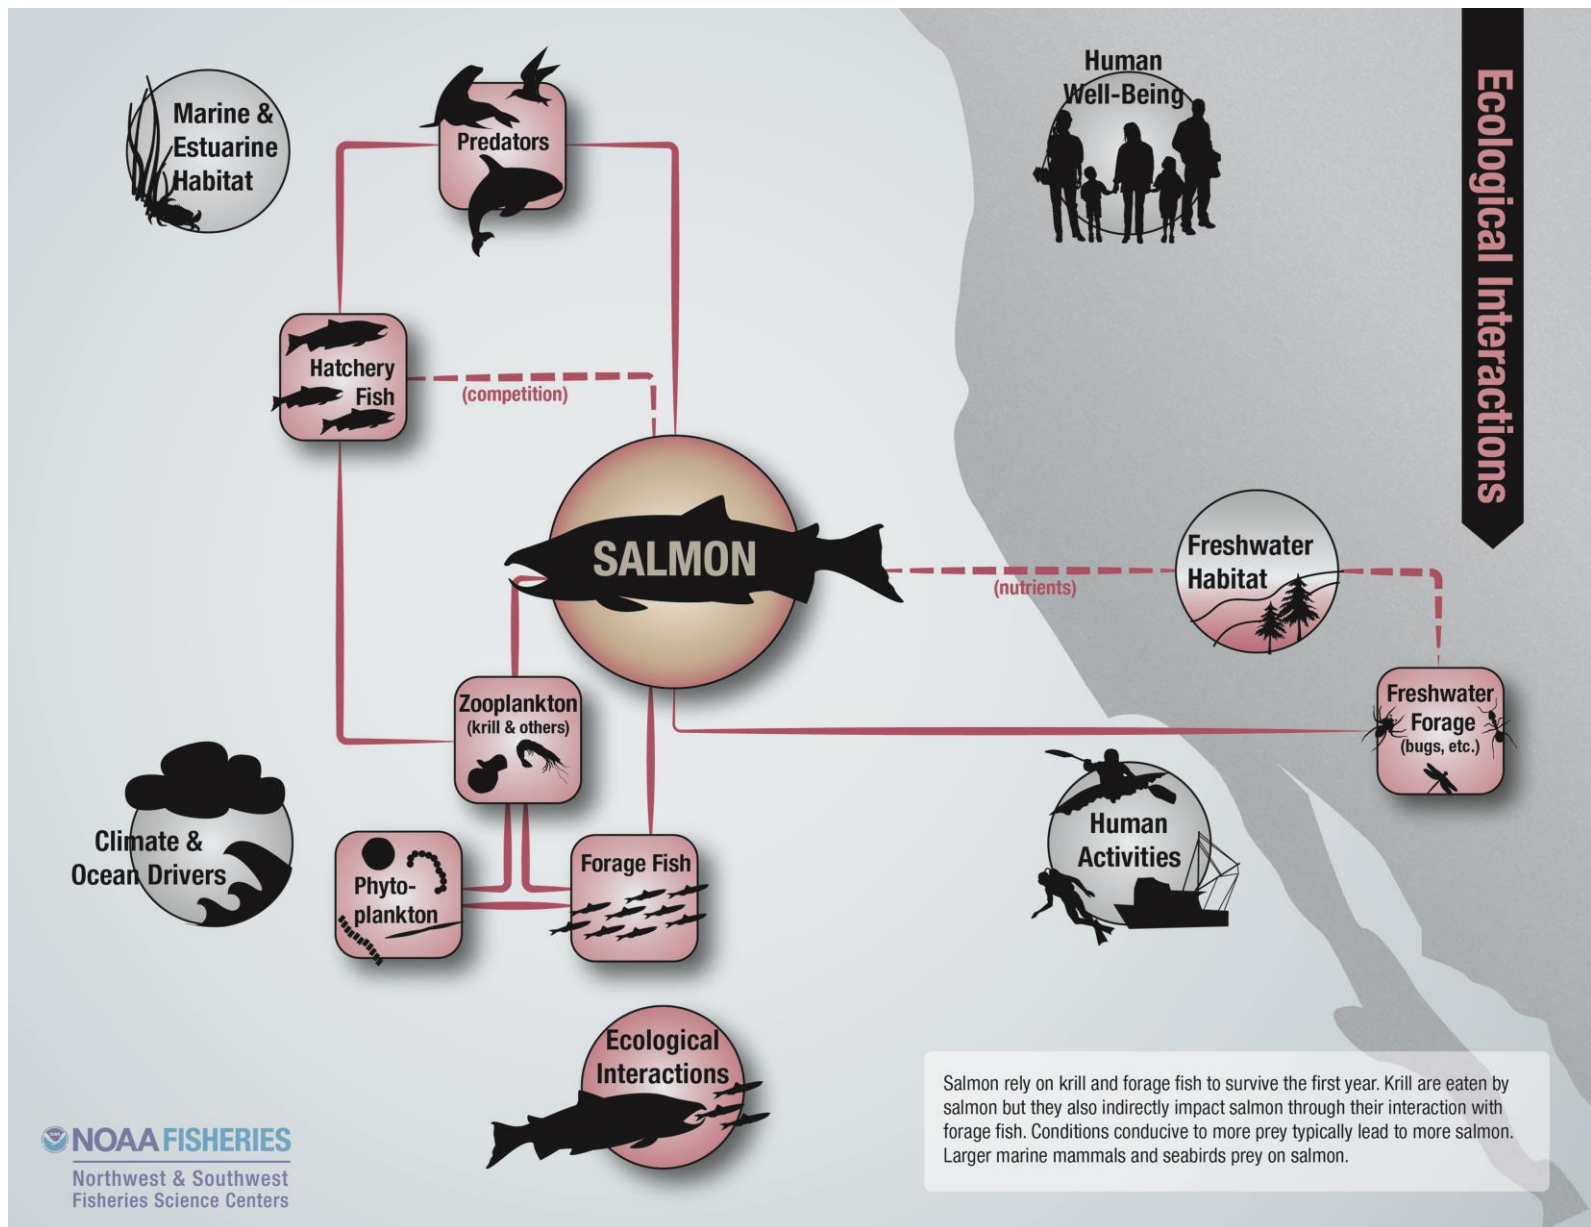 Marine &
Estuarine
Habitat
Predators
Human
Well-Being
Ecological Interactions
Hatchery
Fish
(competition)
SALMON
(nutrients)
Freshwater
Habitat
Zooplankton
(krill & others)
Freshwater
Forage
(bugs, etc.)
Climate &
Ocean Drivers
Phyto-
plankton
Forage Fish
Human
Activities
Ecological
Interactions
Salmon rely on krill and forage fish to survive the first year. Krill are eaten by
salmon but they also indirectly impact salmon through their interaction with
forage fish. Conditions conducive to more prey typically lead to more salmon.
Larger marine mammals and seabirds prey on salmon.
NOAA FISHERIES
Northwest & Southwest
Fisheries Science Centers